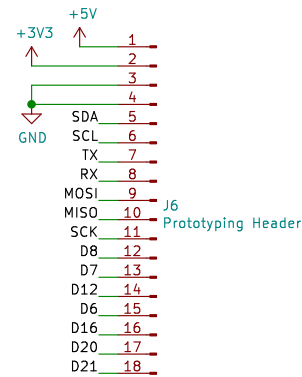 +5V
+3V3
1
2
3
4
GND
SDA 5
SCL 6
TX 7
RX 8
MOSI 9
J6
MISO 10
Prototyping Header
SCK 11
D8 12
D7 13
D12 14
D6 15
D16 16
D20 17
D21 18